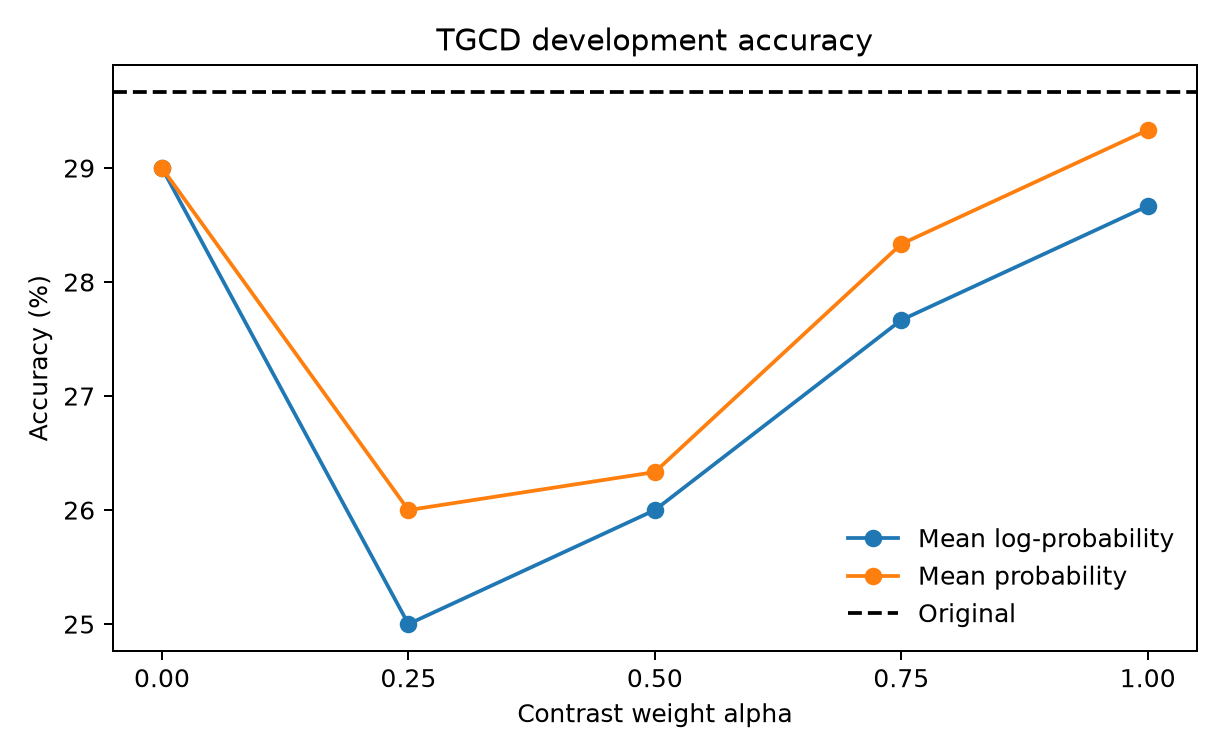 TGCD development accuracy
Accuracy (%)
29
28
27
26
25
Mean log-probability
Mean probability
Original
0.00 0.25 0.50 0.75 1.00
Contrast weight alpha